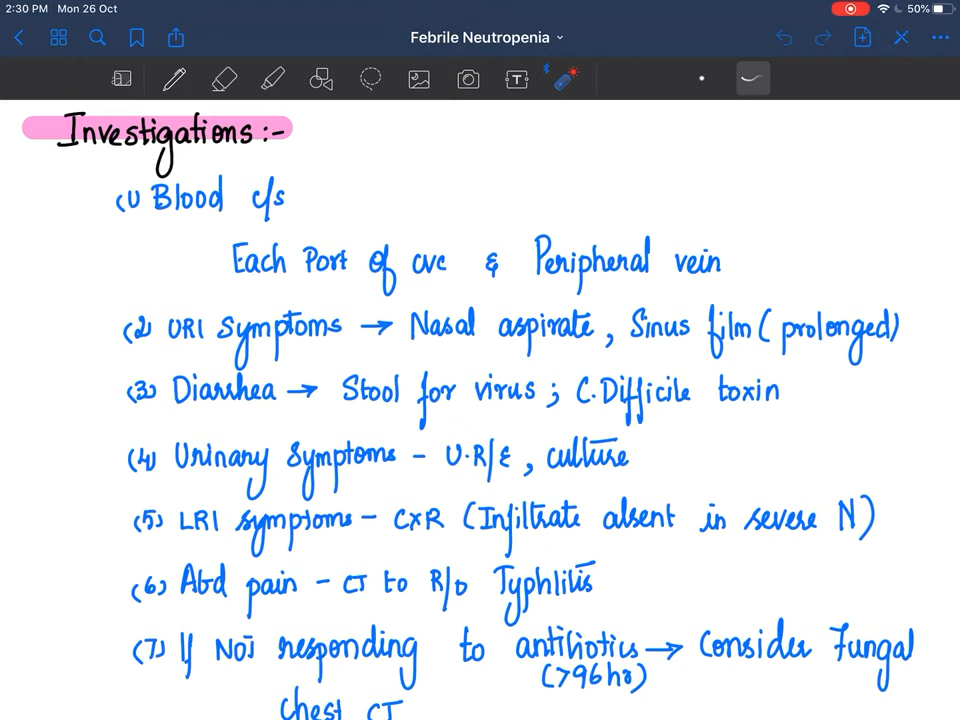 2:30 PM Mon 26 Oct
50%
Febrile Neutropenia
Investigations :-
(1) Blood c/s
Each Port of CVC & Peripheral vein
(2) URI Symptoms → Nasal aspirate, Sinus film (prolonged)
(3) Diarrhea → Stool for virus ; C. Difficile toxin
(4) Urinary Symptoms - U.R/E, culture
(5) LRI symptoms - CXR (Infiltrate absent in severe N)
(6) Abd pain - CT to R/O Typhlitis
(7) If NOT responding to antibiotics → Consider Fungal
(>96 hr)
chest CT